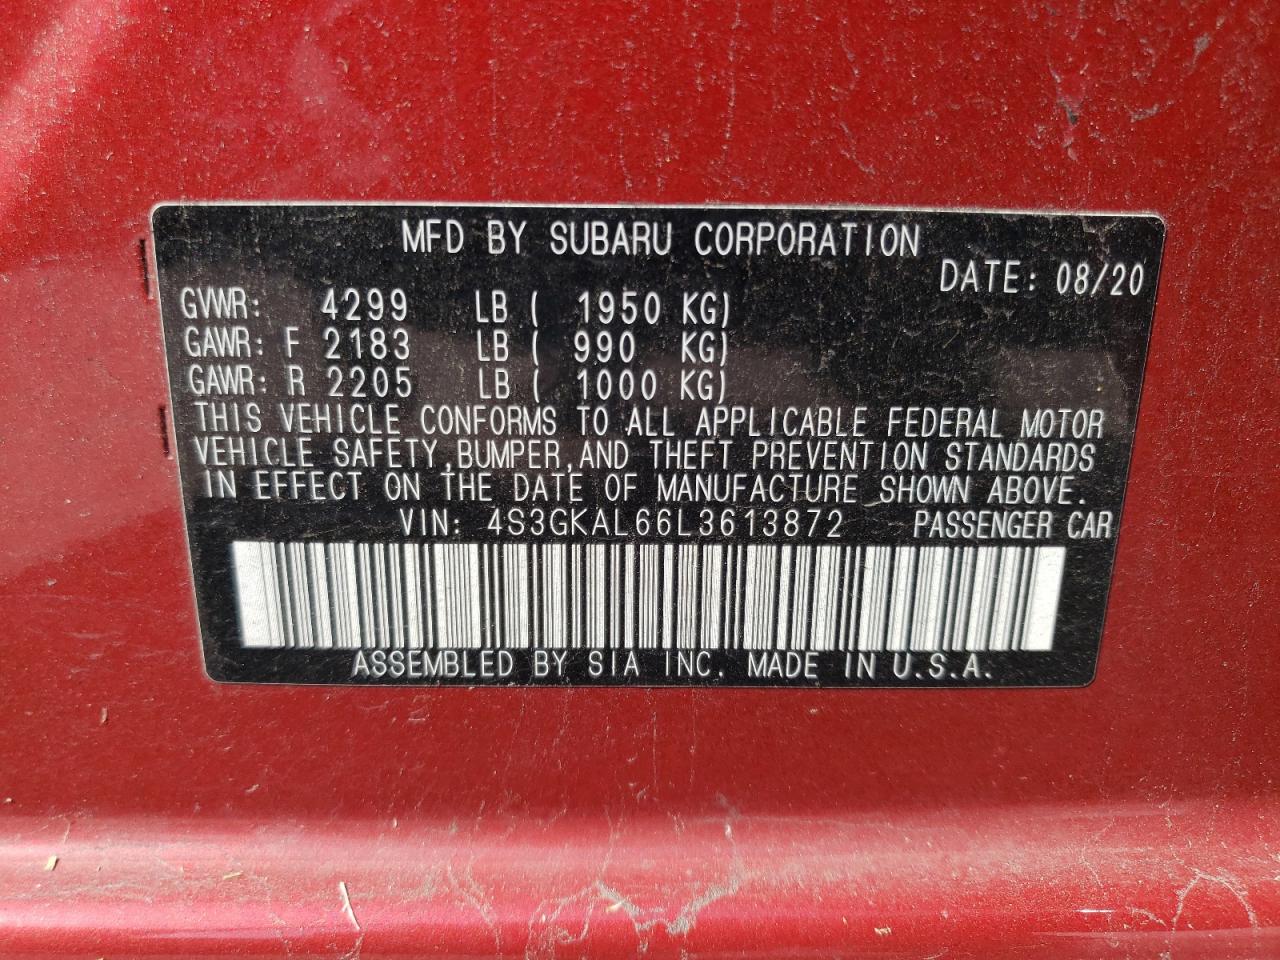 MFD BY SUBARU CORPORATION
DATE: 08/20
GVWR: 4299 LB ( 1950 KG)
GAWR: F 2183 LB ( 990 KG)
GAWR: R 2205 LB ( 1000 KG)
THIS VEHICLE CONFORMS TO ALL APPLICABLE FEDERAL MOTOR
VEHICLE SAFETY,BUMPER,AND THEFT PREVENTION STANDARDS
IN EFFECT ON THE DATE OF MANUFACTURE SHOWN ABOVE.
VIN: 4S3GKAL66L3613872 PASSENGER CAR
ASSEMBLED BY SIA INC. MADE IN U.S.A.